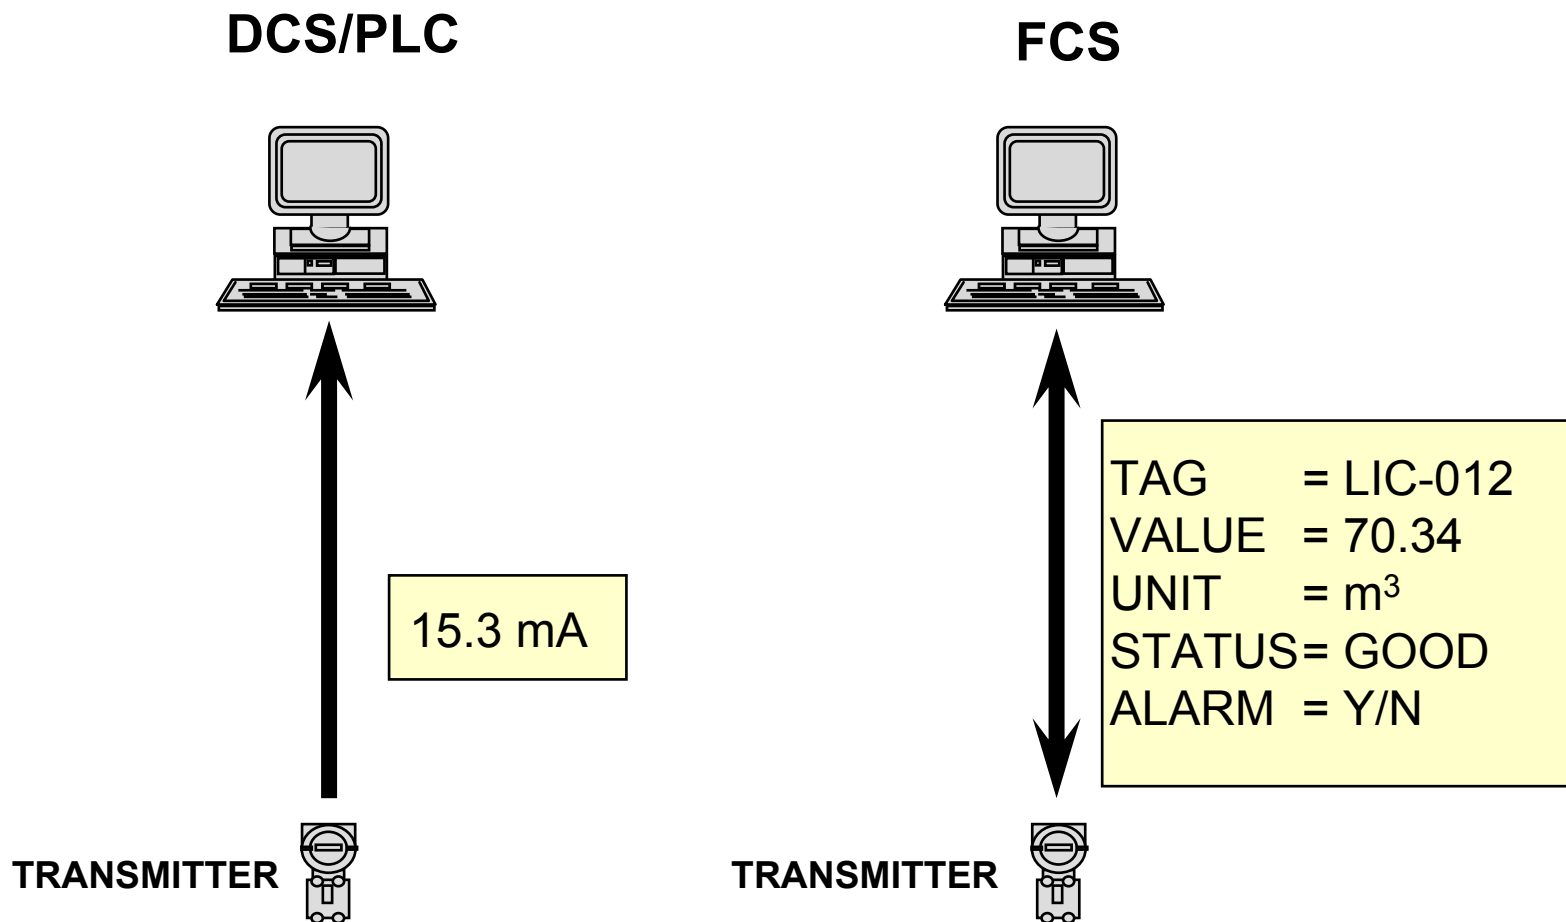 DCS/PLC
FCS
15.3 mA
TAG = LIC-012
VALUE = 70.34
UNIT = m³
STATUS= GOOD
ALARM = Y/N
TRANSMITTER
TRANSMITTER